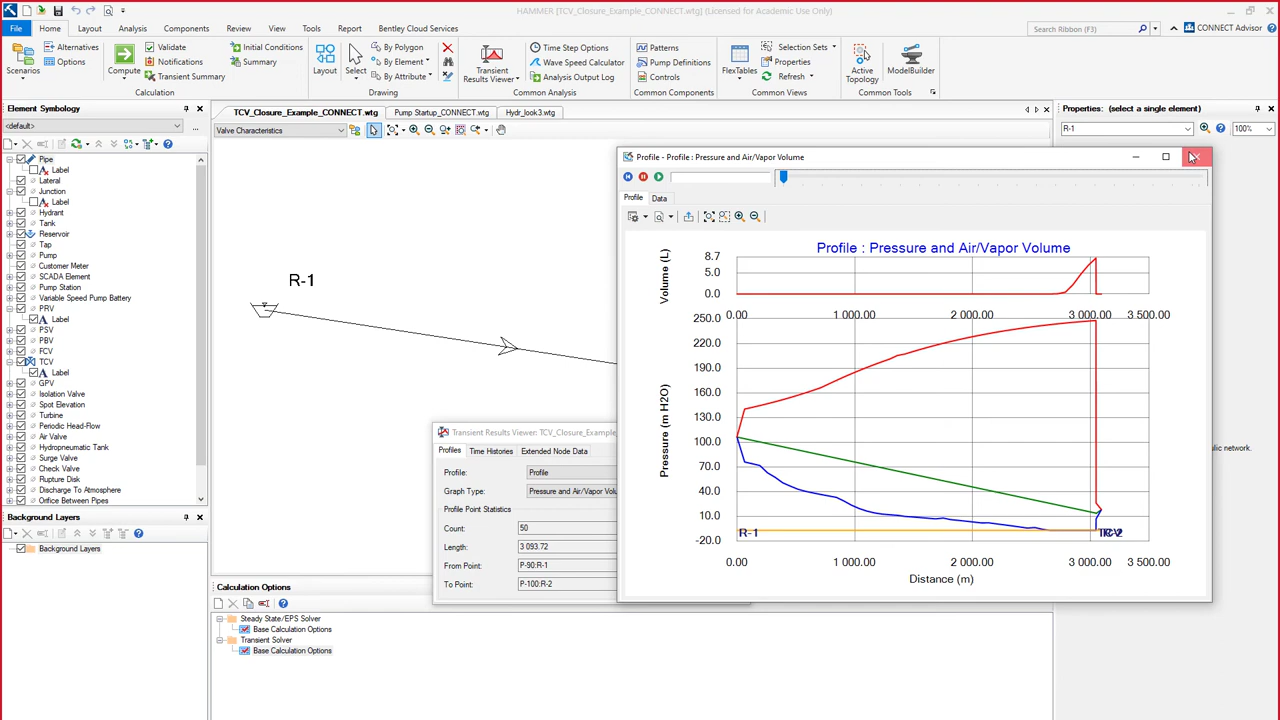 HAMMER [TCV_Closure_Example_CONNECT.wtg] (Licensed for Academic Use Only)
File Home Layout Analysis Components Review View Tools Report Bentley Cloud Services
Search Ribbon (F3)
CONNECT Advisor
Scenarios
Alternatives
Options
Compute
Validate
Notifications
Transient Summary
Initial Conditions
Summary
Calculation
Layout
Select
By Polygon
By Element
By Attribute
Drawing
Transient
Results Viewer
Time Step Options
Wave Speed Calculator
Analysis Output Log
Common Analysis
Patterns
Pump Definitions
Controls
Common Components
FlexTables
Selection Sets
Properties
Refresh
Common Views
Active
Topology
ModelBuilder
Common Tools
Element Symbology
<default>
...
Pipe
Label
Lateral
Junction
Label
Hydrant
Tank
Reservoir
Tap
Pump
Customer Meter
SCADA Element
Pump Station
Variable Speed Pump Battery
PRV
Label
PSV
PBV
FCV
TCV
Label
GPV
Isolation Valve
Spot Elevation
Turbine
Periodic Head-Flow
Air Valve
Hydropneumatic Tank
Surge Valve
Check Valve
Rupture Disk
Discharge To Atmosphere
Orifice Between Pipes
Background Layers
Background Layers
TCV_Closure_Example_CONNECT.wtg Pump Startup_CONNECT.wtg Hydr_look3.wtg
Valve Characteristics
R-1
Transient Results Viewer: TCV_Closure_Example_
Profiles Time Histories Extended Node Data
Profile: Profile
Graph Type: Pressure and Air/Vapor Volu
Profile Point Statistics
Count: 50
Length: 3 093.72
From Point: P-90:R-1
To Point: P-100:R-2
Calculation Options
Steady State/EPS Solver
Base Calculation Options
Transient Solver
Base Calculation Options
Properties: (select a single element)
R-1
100%
lic network.
Profile - Profile : Pressure and Air/Vapor Volume
Profile Data
Profile : Pressure and Air/Vapor Volume
Volume (L)
8.7
5.0
0.0
0.00 1 000.00 2 000.00 3 000.00 3 500.00
Pressure (m H2O)
250.0
220.0
190.0
160.0
130.0
100.0
70.0
40.0
10.0
-20.0
R-1
0.00 1 000.00 2 000.00 3 000.00 3 500.00
Distance (m)